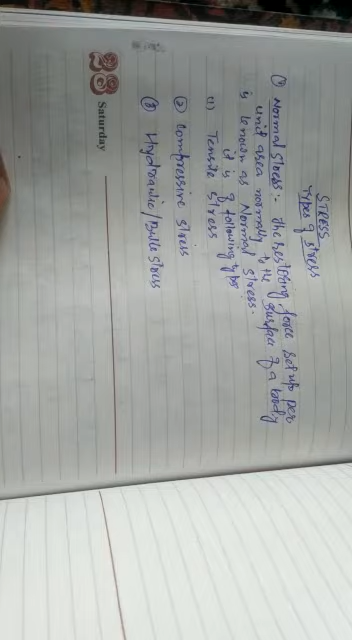 STRESS
Type of stress
① Normal Stress :- the restoring force set up per
unit area normally to the surface of a body
is known as Normal Stress.
it is of following type
(1) Tensile stress
② Compressive stress
③ Hydraulic/Bulk Stress
Saturday